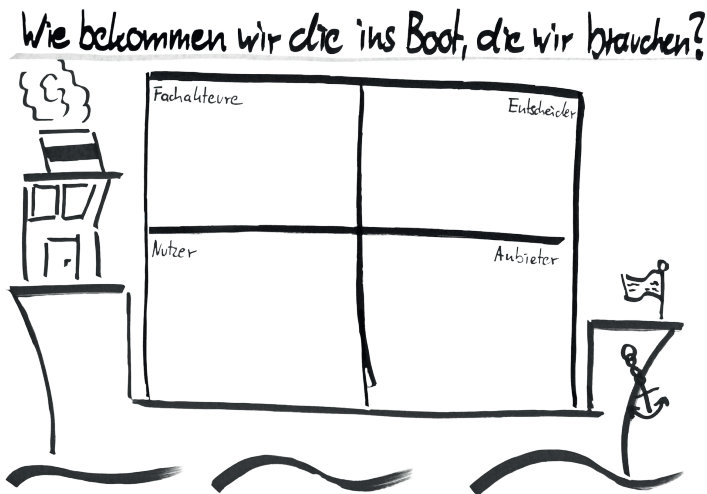 Wie bekommen wir die ins Boot, die wir brauchen?
Fachakteure
Entscheider
Nutzer
Anbieter